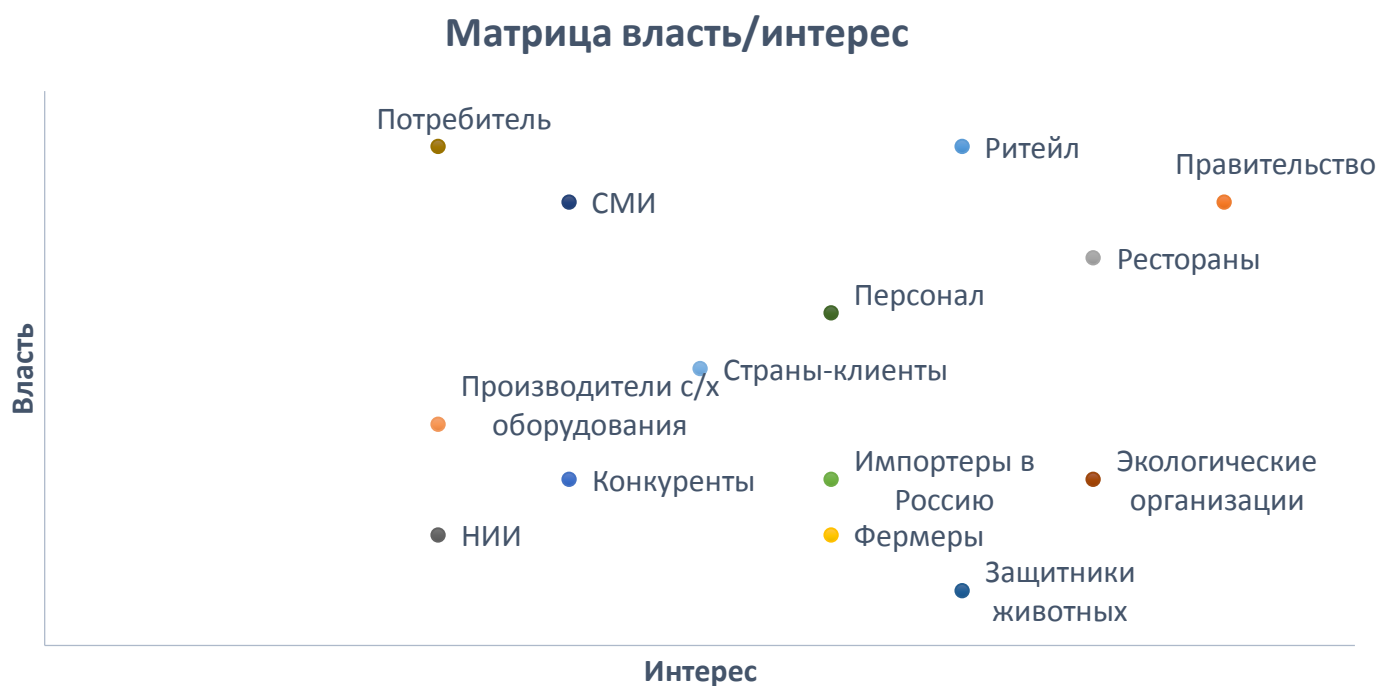 Матрица власть/интерес
Потребитель
Ритейл
Правительство
СМИ
Рестораны
Персонал
Страны-клиенты
Производители с/х
оборудования
Импортеры в
России
Экологические
организации
Конкуренты
НИИ
Фермеры
Защитники
животных
Власть
Интерес